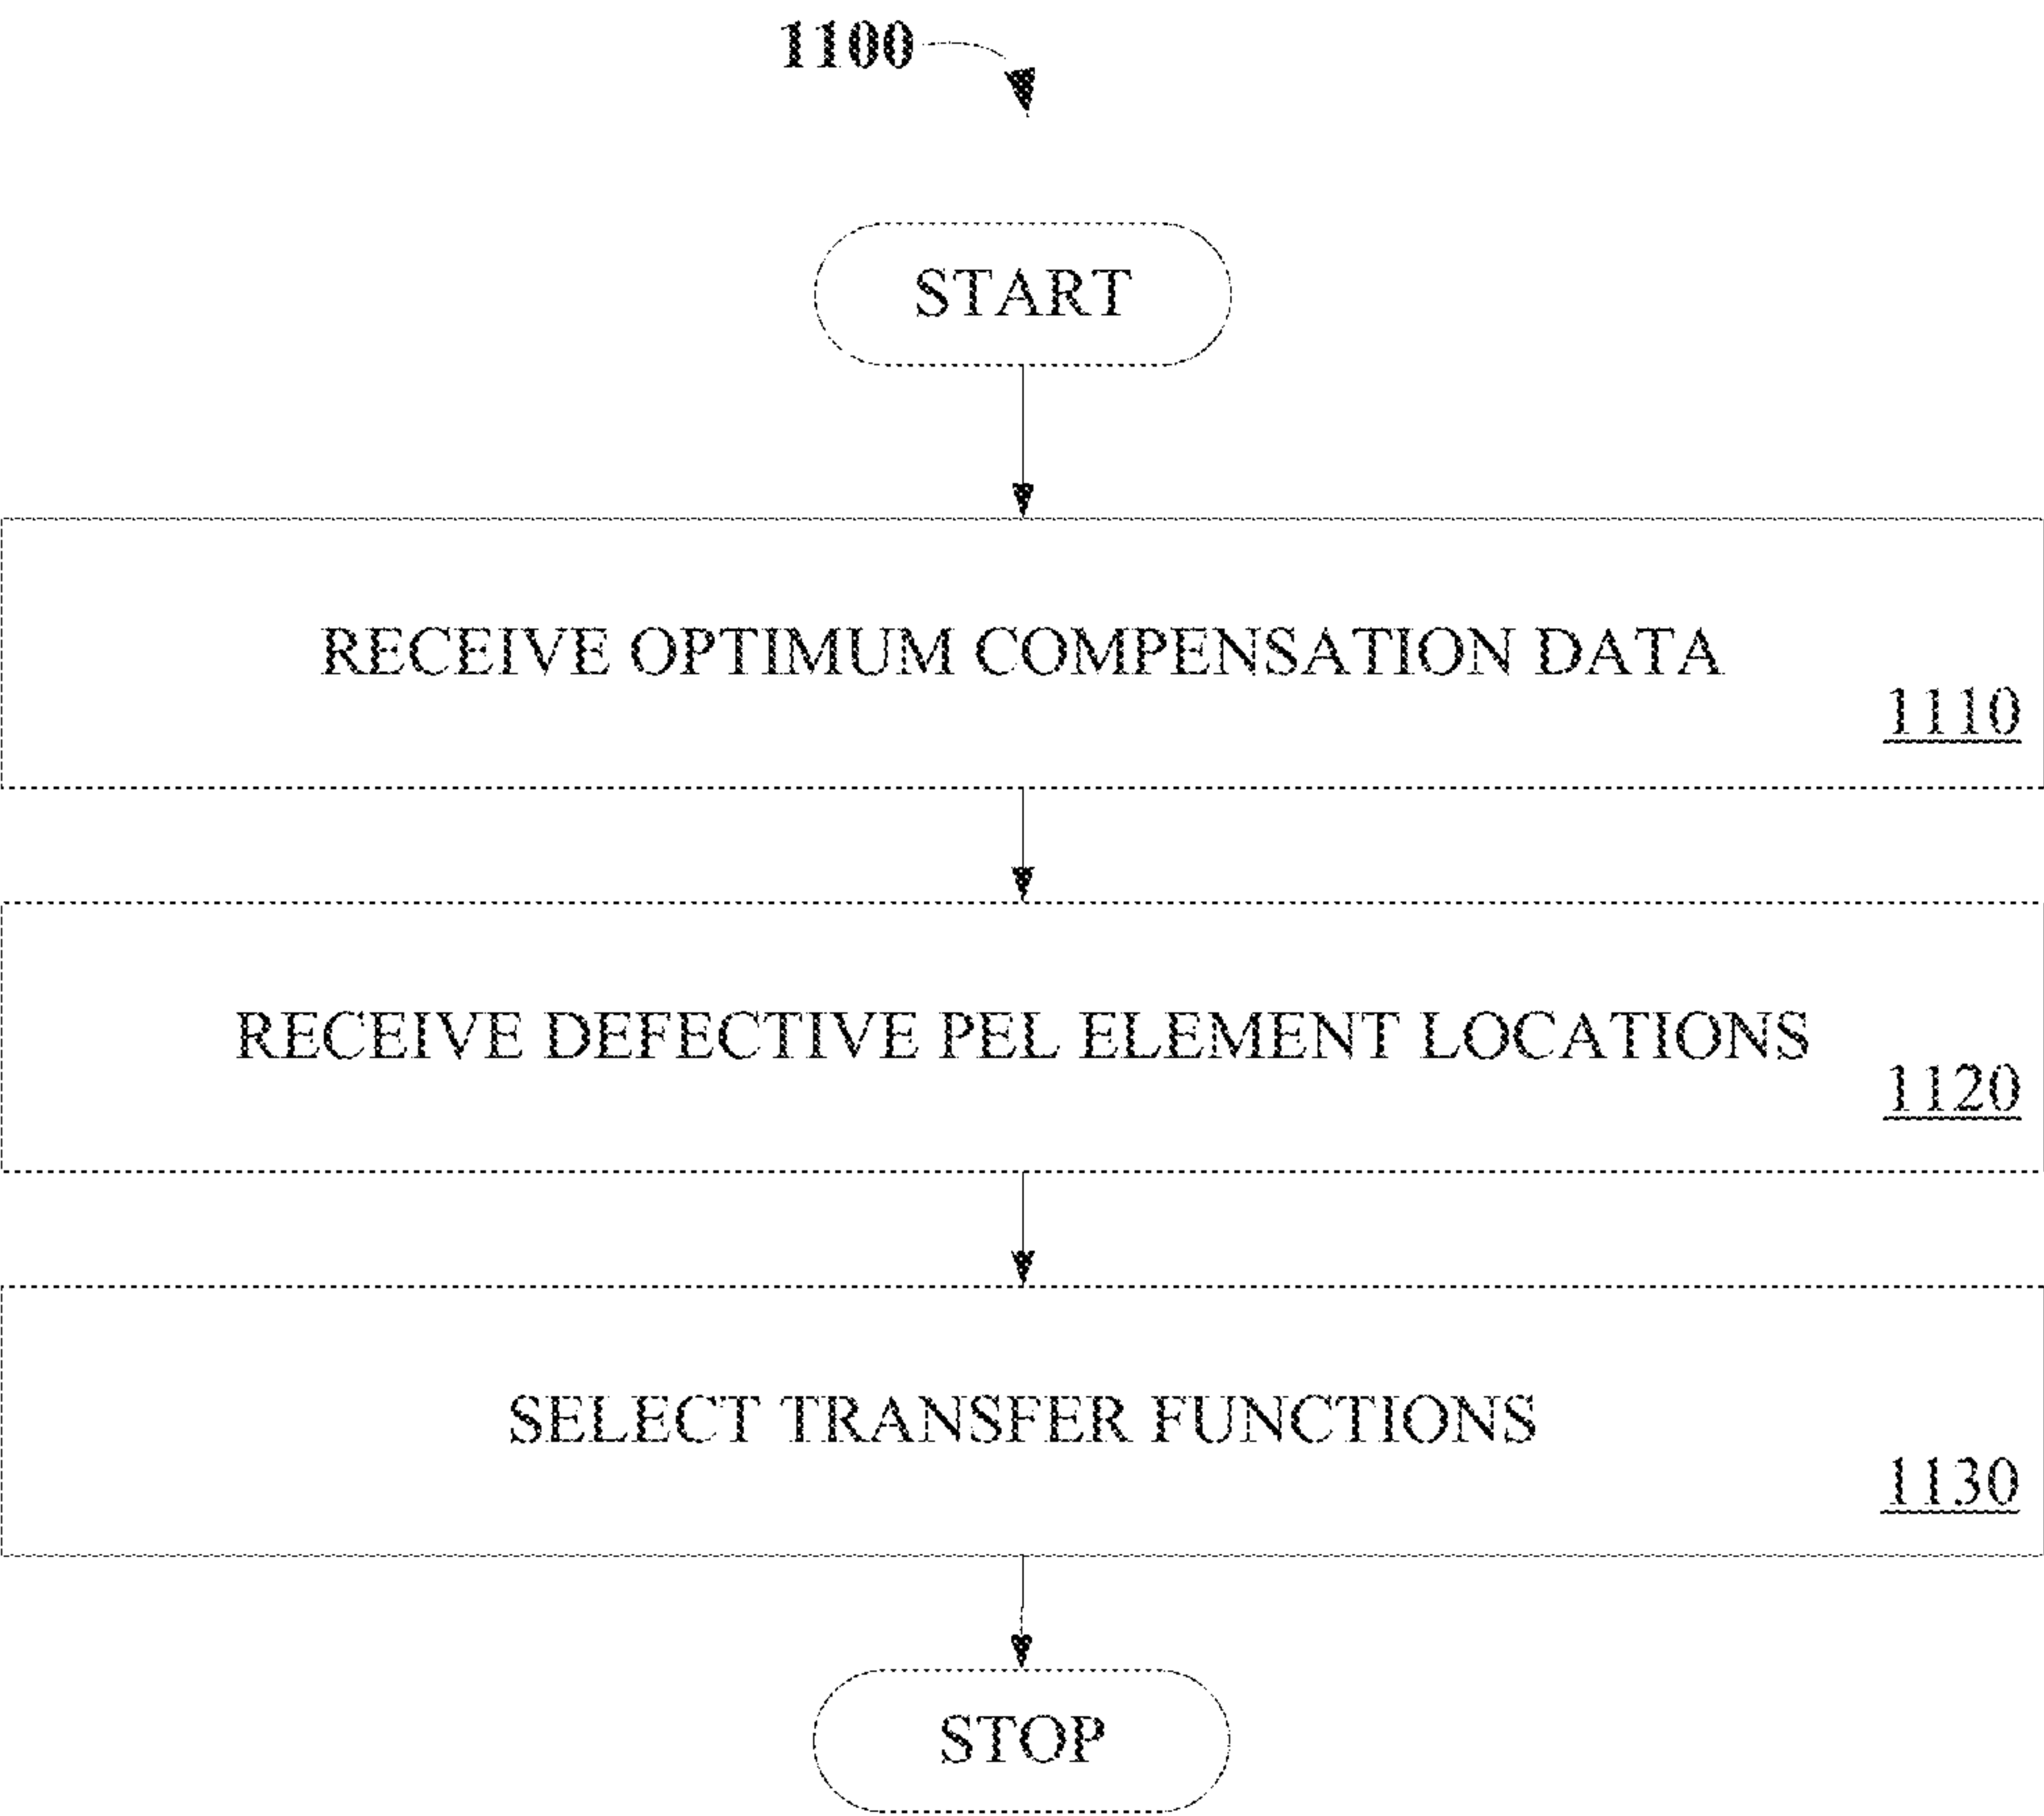 1100
START
RECEIVE OPTIMUM COMPENSATION DATA
1110
RECEIVE DEFECTIVE PEL ELEMENT LOCATIONS
1120
SELECT TRANSFER FUNCTIONS
1130
STOP